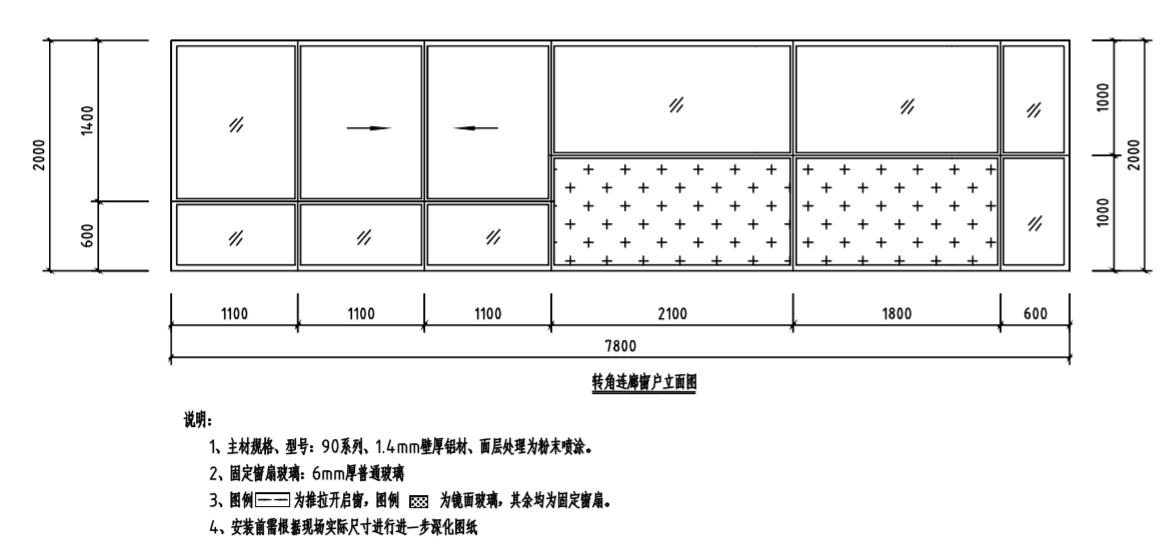 2000
1400
600
1000
1000
2000
1100
1100
1100
2100
1800
600
7800
转角连廊窗户立面图
说明:
1、主材规格、型号: 90系列、1.4mm壁厚铝材、面层处理为粉末喷涂。
2、固定窗扇玻璃: 6mm厚普通玻璃
3、图例 为推拉开启窗, 图例 为镜面玻璃, 其余均为固定窗扇。
4、安装前需根据现场实际尺寸进行进一步深化图纸